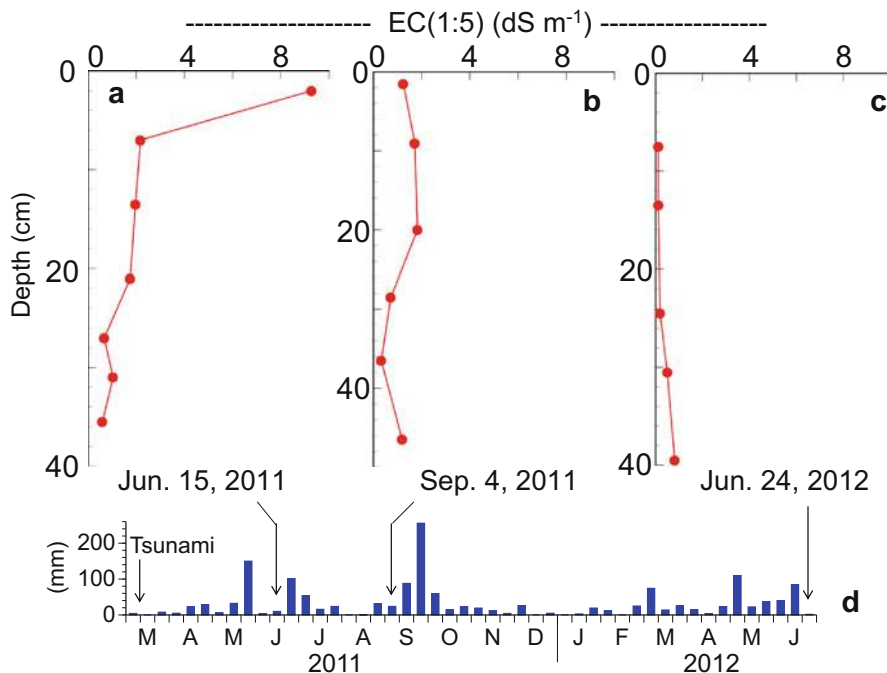 ------------------- EC(1:5) (dS m-1) -----------------
0 4 8 0 4 8 0 4 8
0 a 0 b 0 c
Depth (cm)
20 20 20
40 40 40
Jun. 15, 2011 Sep. 4, 2011 Jun. 24, 2012
(mm)
200
100
0
Tsunami
d
M A M J J A S O N D J F M A M J
2011 2012